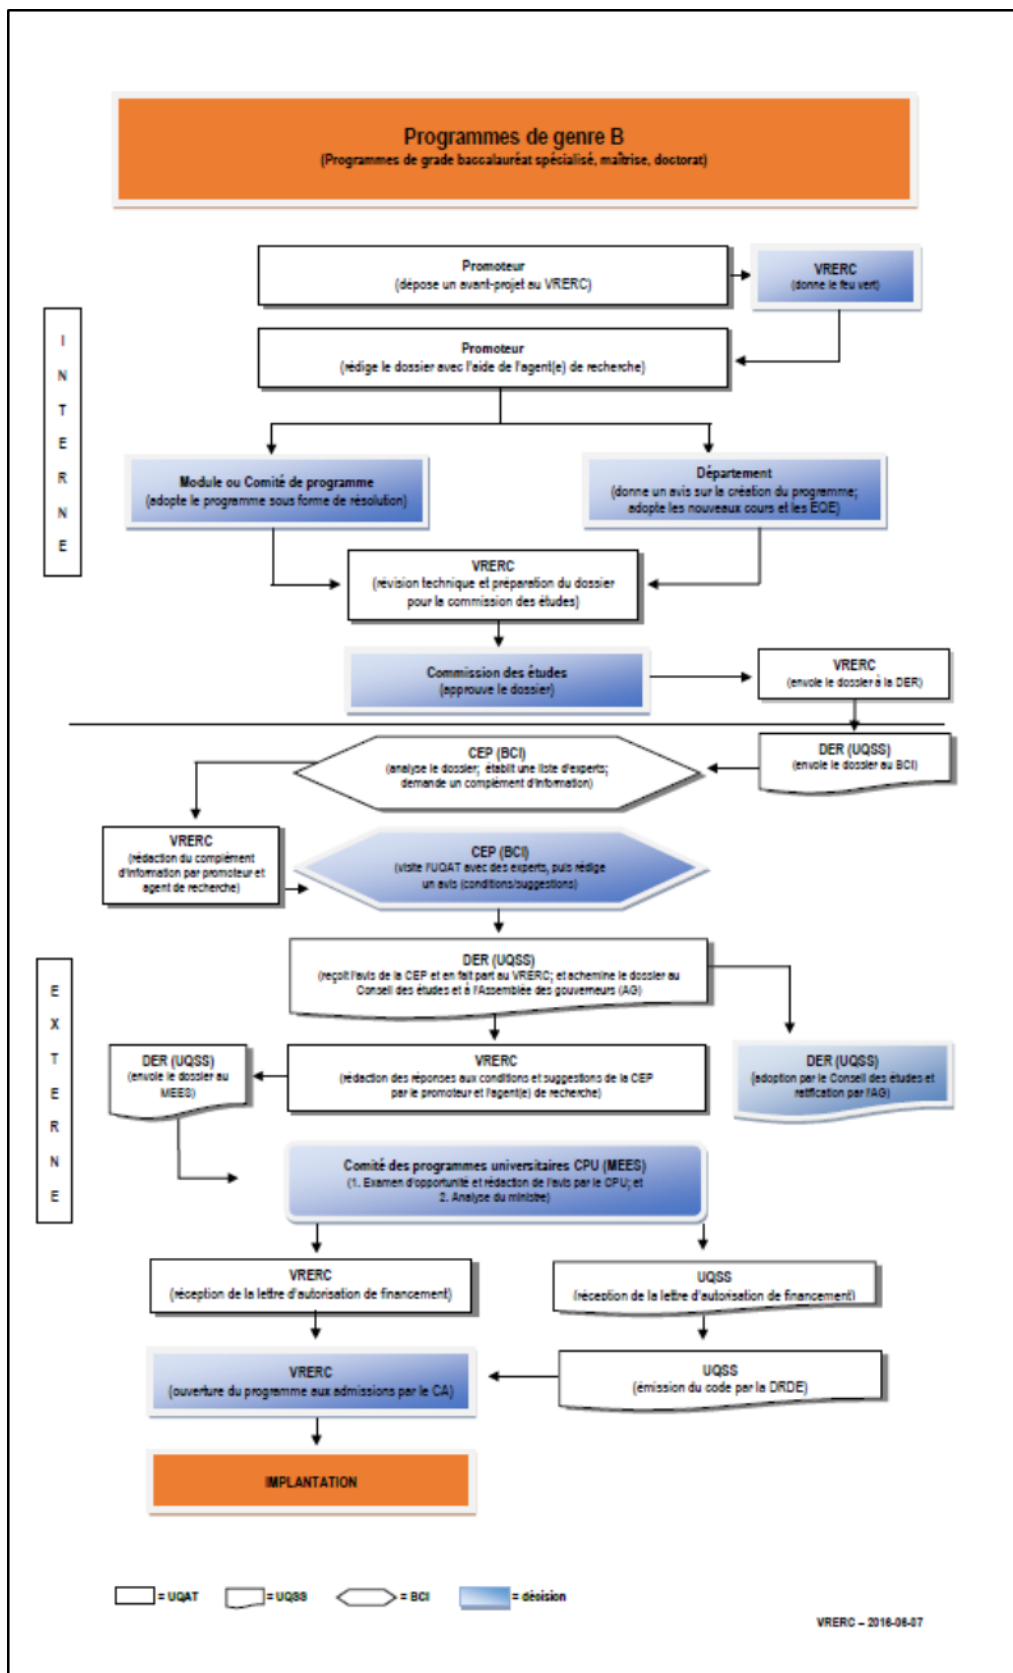 Programmes de genre B
(Programmes de grade baccalauréat spécialisé, maîtrise, doctorat)
Promoteur
(dépose un avant-projet au VRERC)
VRERC
(donne le feu vert)
Promoteur
(rédige le dossier avec l'aide de l'agent(e) de recherche)
I
N
T
E
R
N
E
Module ou Comité de programme
(adopte le programme sous forme de résolution)
Département
(donne un avis sur la création du programme;
adopte les nouveaux cours et les EQE)
VRERC
(révision technique et préparation du dossier
pour la commission des études)
Commission des études
(approuve le dossier)
VRERC
(envoie le dossier à la DER)
DER (UQSS)
(envoie le dossier au BCI)
CEP (BCI)
(analyse le dossier; établit une liste d'experts;
demande un complément d'information)
VRERC
(rédaction du complément
d'information par promoteur et
agent de recherche)
CEP (BCI)
(visite l'UQAT avec des experts, puis rédige
un avis (conditions/suggestions)
E
X
T
E
R
N
E
DER (UQSS)
(reçoit l'avis de la CEP et en fait part au VRERC; et achemine le dossier au
Conseil des études et à l'Assemblée des gouverneurs (AG)
DER (UQSS)
(envoie le dossier au
MEES)
VRERC
(rédaction des réponses aux conditions et suggestions de la CEP
par le promoteur et l'agent(e) de recherche)
DER (UQSS)
(adoption par le Conseil des études et
ratification par l'AG)
Comité des programmes universitaires CPU (MEES)
(1. Examen d'opportunité et rédaction de l'avis par le CPU; et
2. Analyse du ministre)
VRERC
(réception de la lettre d'autorisation de financement)
UQSS
(réception de la lettre d'autorisation de financement)
VRERC
(ouverture du programme aux admissions par le CA)
UQSS
(émission du code par la DRDE)
IMPLANTATION
= UQAT
= UQSS
= BCI
= décision
VRERC – 2016-06-07